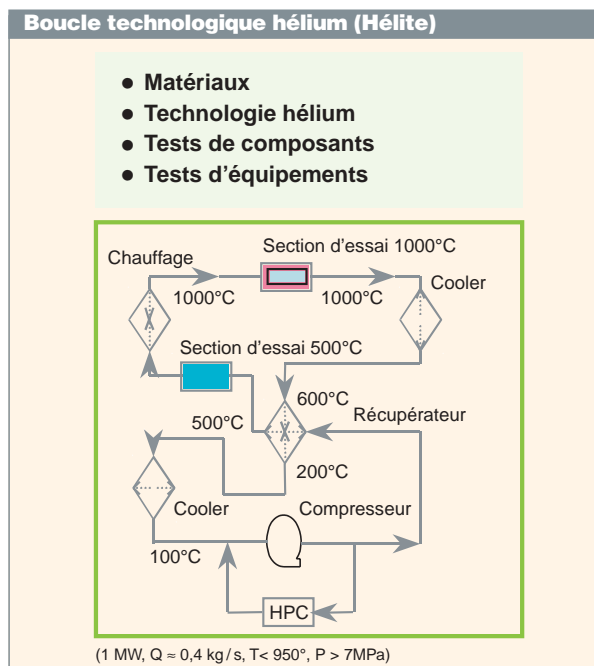 Boucle technologique hélium (Hélite)
● Matériaux
● Technologie hélium
● Tests de composants
● Tests d'équipements
Section d'essai 1000°C
Chauffage
Cooler
1000°C
1000°C
Section d'essai 500°C
600°C
500°C
Récupérateur
200°C
Cooler
Compresseur
100°C
HPC
(1 MW, Q ≈ 0,4 kg/s, T< 950°, P > 7MPa)